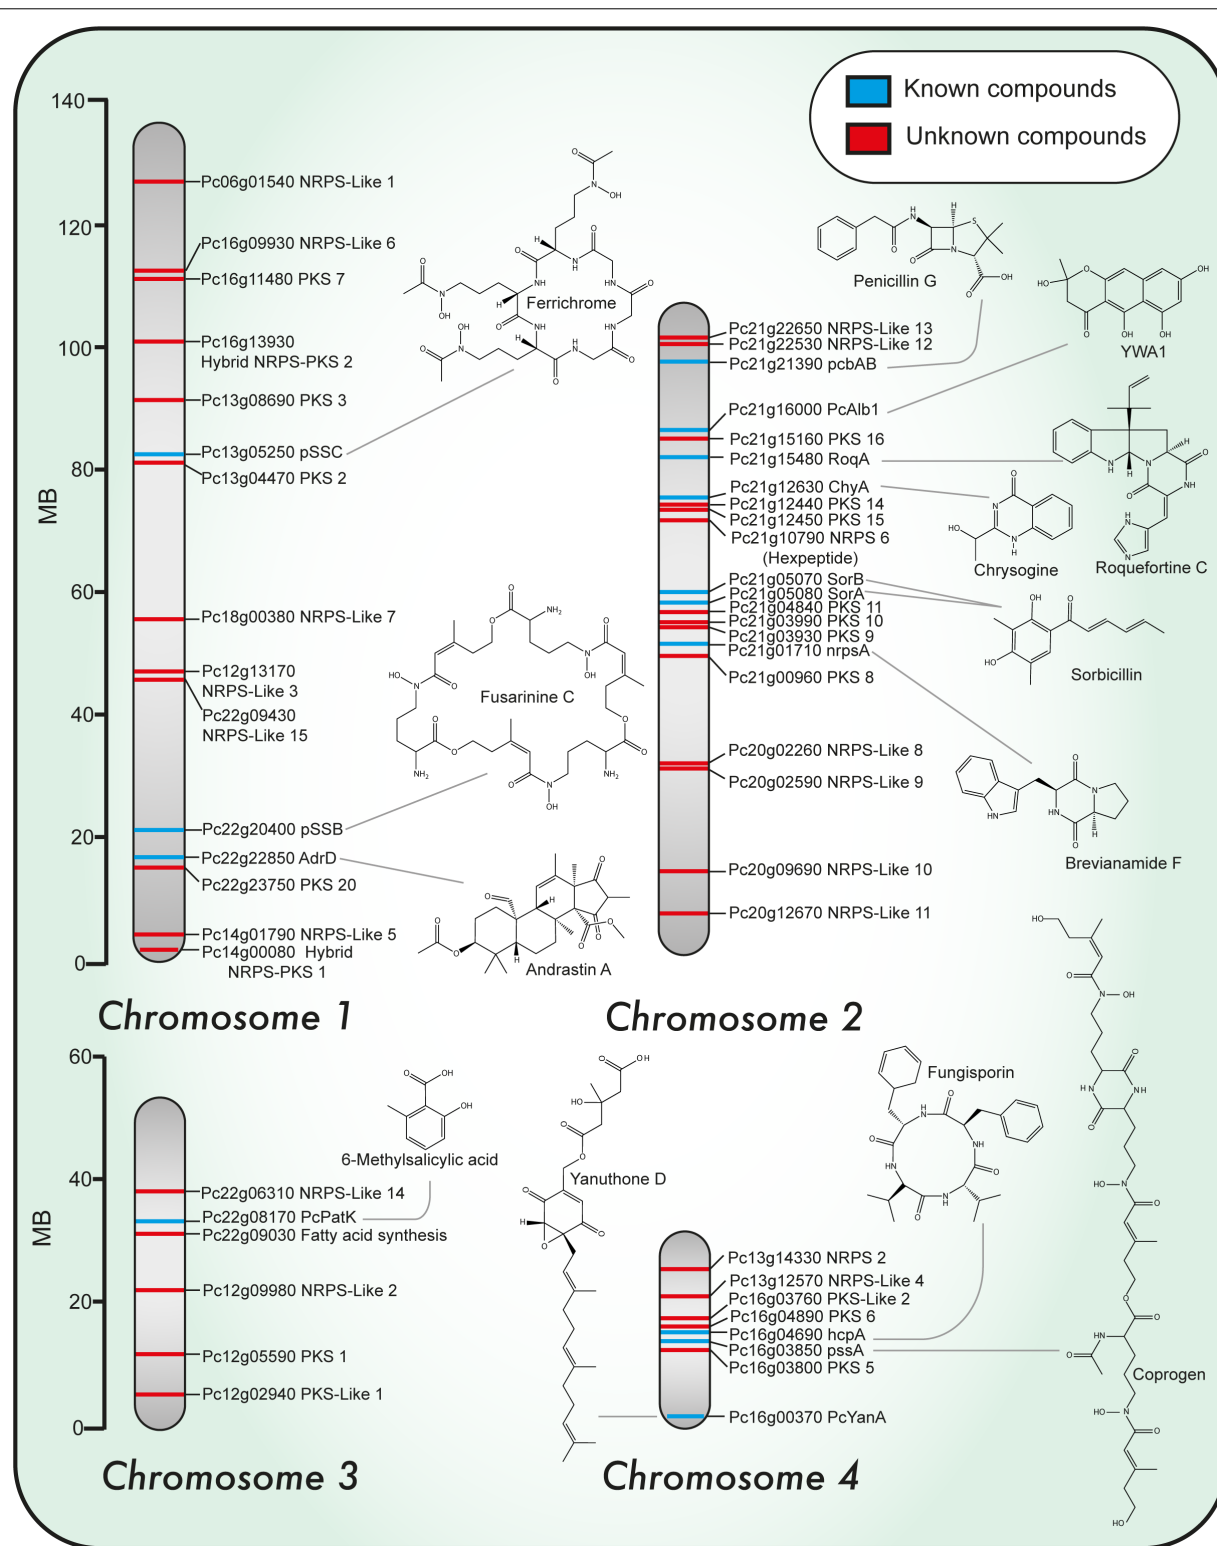 Known compounds
Unknown compounds
140
120
100
80
60
40
20
0
MB
Pc06g01540 NRPS-Like 1
Pc16g09930 NRPS-Like 6
Pc16g11480 PKS 7
Pc16g13930
Hybrid NRPS-PKS 2
Pc13g08690 PKS 3
Pc13g05250 pSSC
Pc13g04470 PKS 2
Pc18g00380 NRPS-Like 7
Pc12g13170
NRPS-Like 3
Pc22g09430
NRPS-Like 15
Pc22g20400 pSSB
Pc22g22850 AdrD
Pc22g23750 PKS 20
Pc14g01790 NRPS-Like 5
Pc14g00080 Hybrid
NRPS-PKS 1
Chromosome 1
Ferrichrome
Fusarinine C
Andrastin A
Pc21g22650 NRPS-Like 13
Pc21g22530 NRPS-Like 12
Pc21g21390 pcbAB
Pc21g16000 PcAlb1
Pc21g15160 PKS 16
Pc21g15480 RoqA
Pc21g12630 ChyA
Pc21g12440 PKS 14
Pc21g12450 PKS 15
Pc21g10790 NRPS 6
(Hexpeptide)
Pc21g05070 SorB
Pc21g05080 SorA
Pc21g04840 PKS 11
Pc21g03990 PKS 10
Pc21g03930 PKS 9
Pc21g01710 nrpsA
Pc21g00960 PKS 8
Pc20g02260 NRPS-Like 8
Pc20g02590 NRPS-Like 9
Pc20g09690 NRPS-Like 10
Pc20g12670 NRPS-Like 11
Chromosome 2
Penicillin G
YWA1
Roquefortine C
Chrysogine
Sorbicillin
Brevianamide F
60
40
20
0
MB
6-Methylsalicylic acid
Pc22g06310 NRPS-Like 14
Pc22g08170 PcPatK
Pc22g09030 Fatty acid synthesis
Pc12g09980 NRPS-Like 2
Pc12g05590 PKS 1
Pc12g02940 PKS-Like 1
Chromosome 3
Yanuthone D
Fungisporin
Pc13g14330 NRPS 2
Pc13g12570 NRPS-Like 4
Pc16g03760 PKS-Like 2
Pc16g04890 PKS 6
Pc16g04690 hcpA
Pc16g03850 pssA
Pc16g03800 PKS 5
Pc16g00370 PcYanA
Chromosome 4
Coprogen